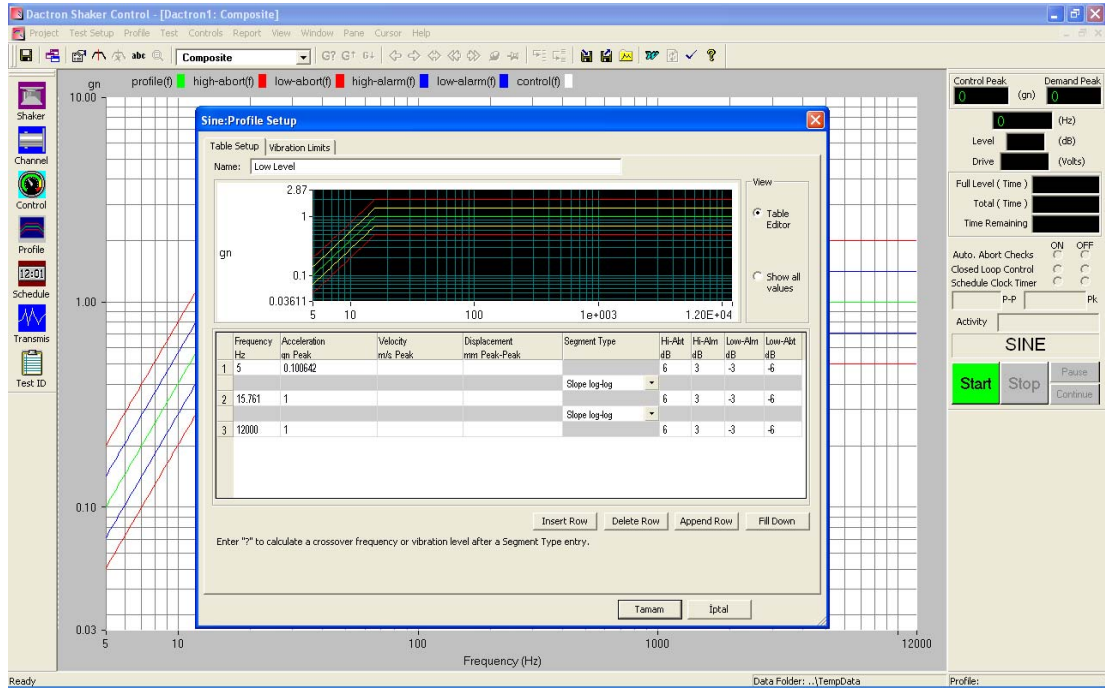 Dactron Shaker Control - [Dactron1: Composite]
Project Test Setup Profile Test Controls Report View Window Pane Cursor Help
abc Composite G? G↑ G↓
gn profile(f) high-abort(f) low-abort(f) high-alarm(f) low-alarm(f) control(f)
10.00
1.00
0.10
0.03
5 10 100 1000 12000
Frequency (Hz)
Shaker
Channel
Control
Profile
12:01
Schedule
Transmis
Test ID
Sine:Profile Setup
Table Setup Vibration Limits
Name: Low Level
2.87
1
gn
0.1
0.03611
5 10 100 1e+003 1.20E+04
View
Table Editor
Show all values
Frequency Acceleration Velocity Displacement Segment Type Hi-Abt Hi-Alm Low-Alm Low-Abt
Hz gn Peak m/s Peak mm Peak-Peak dB dB dB dB
1 5 0.100642 6 3 -3 -6
Slope log-log
2 15.761 1 6 3 -3 -6
Slope log-log
3 12000 1 6 3 -3 -6
Insert Row Delete Row Append Row Fill Down
Enter "?" to calculate a crossover frequency or vibration level after a Segment Type entry.
Tamam İptal
Control Peak Demand Peak
0 (gn) 0
0 (Hz)
Level (dB)
Drive (Volts)
Full Level ( Time )
Total ( Time )
Time Remaining
ON OFF
Auto. Abort Checks
Closed Loop Control
Schedule Clock Timer
P-P Pk
Activity
SINE
Start Stop Pause
Continue
Ready Data Folder: ..\TempData Profile: